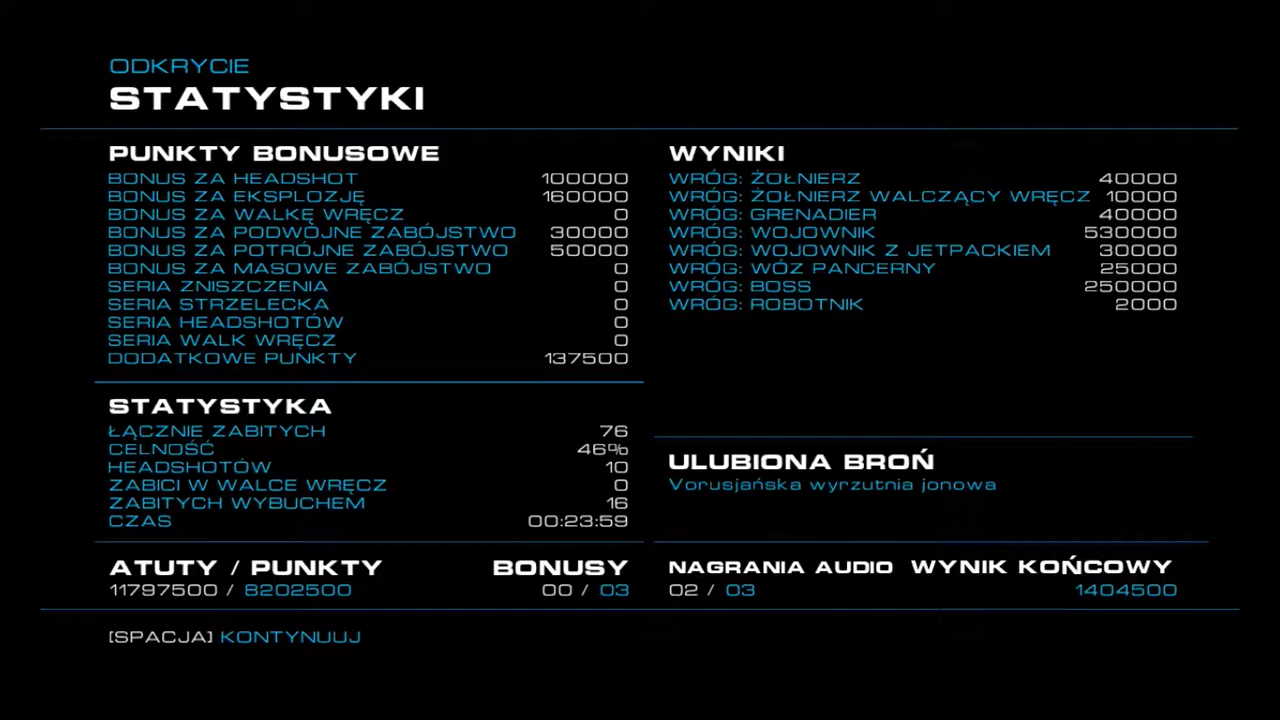 ODKRYCIE
STATYSTYKI
PUNKTY BONUSOWE
BONUS ZA HEADSHOT 100000
BONUS ZA EKSPLOZJĘ 160000
BONUS ZA WALKĘ WRĘCZ 0
BONUS ZA PODWÓJNE ZABÓJSTWO 30000
BONUS ZA POTRÓJNE ZABÓJSTWO 50000
BONUS ZA MASOWE ZABÓJSTWO 0
SERIA ZNISZCZENIA 0
SERIA STRZELECKA 0
SERIA HEADSHOTÓW 0
SERIA WALK WRĘCZ 0
DODATKOWE PUNKTY 137500
WYNIKI
WRÓG: ŻOŁNIERZ 40000
WRÓG: ŻOŁNIERZ WALCZĄCY WRĘCZ 10000
WRÓG: GRENADIER 40000
WRÓG: WOJOWNIK 530000
WRÓG: WOJOWNIK Z JETPACKIEM 30000
WRÓG: WÓZ PANCERNY 25000
WRÓG: BOSS 250000
WRÓG: ROBOTNIK 2000
STATYSTYKA
ŁĄCZNIE ZABITYCH 76
CELNOŚĆ 46%
HEADSHOTÓW 10
ZABICI W WALCE WRĘCZ 0
ZABITYCH WYBUCHEM 16
CZAS 00:23:59
ULUBIONA BROŃ
Vorusjańska wyrzutnia jonowa
ATUTY / PUNKTY BONUSY
11797500 / 8202500 00 / 03
NAGRANIA AUDIO WYNIK KOŃCOWY
02 / 03 1404500
[SPACJA] KONTYNUUJ